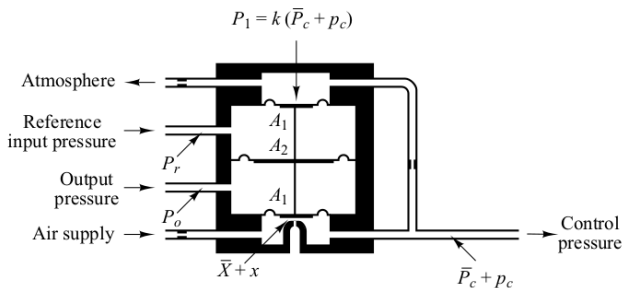 P₁ = k (P̅c + pc)
Atmosphere
Reference
input pressure
A₁
A₂
Pr
Output
pressure
A₁
Po
Air supply
Control
pressure
X̅ + x
P̅c + pc